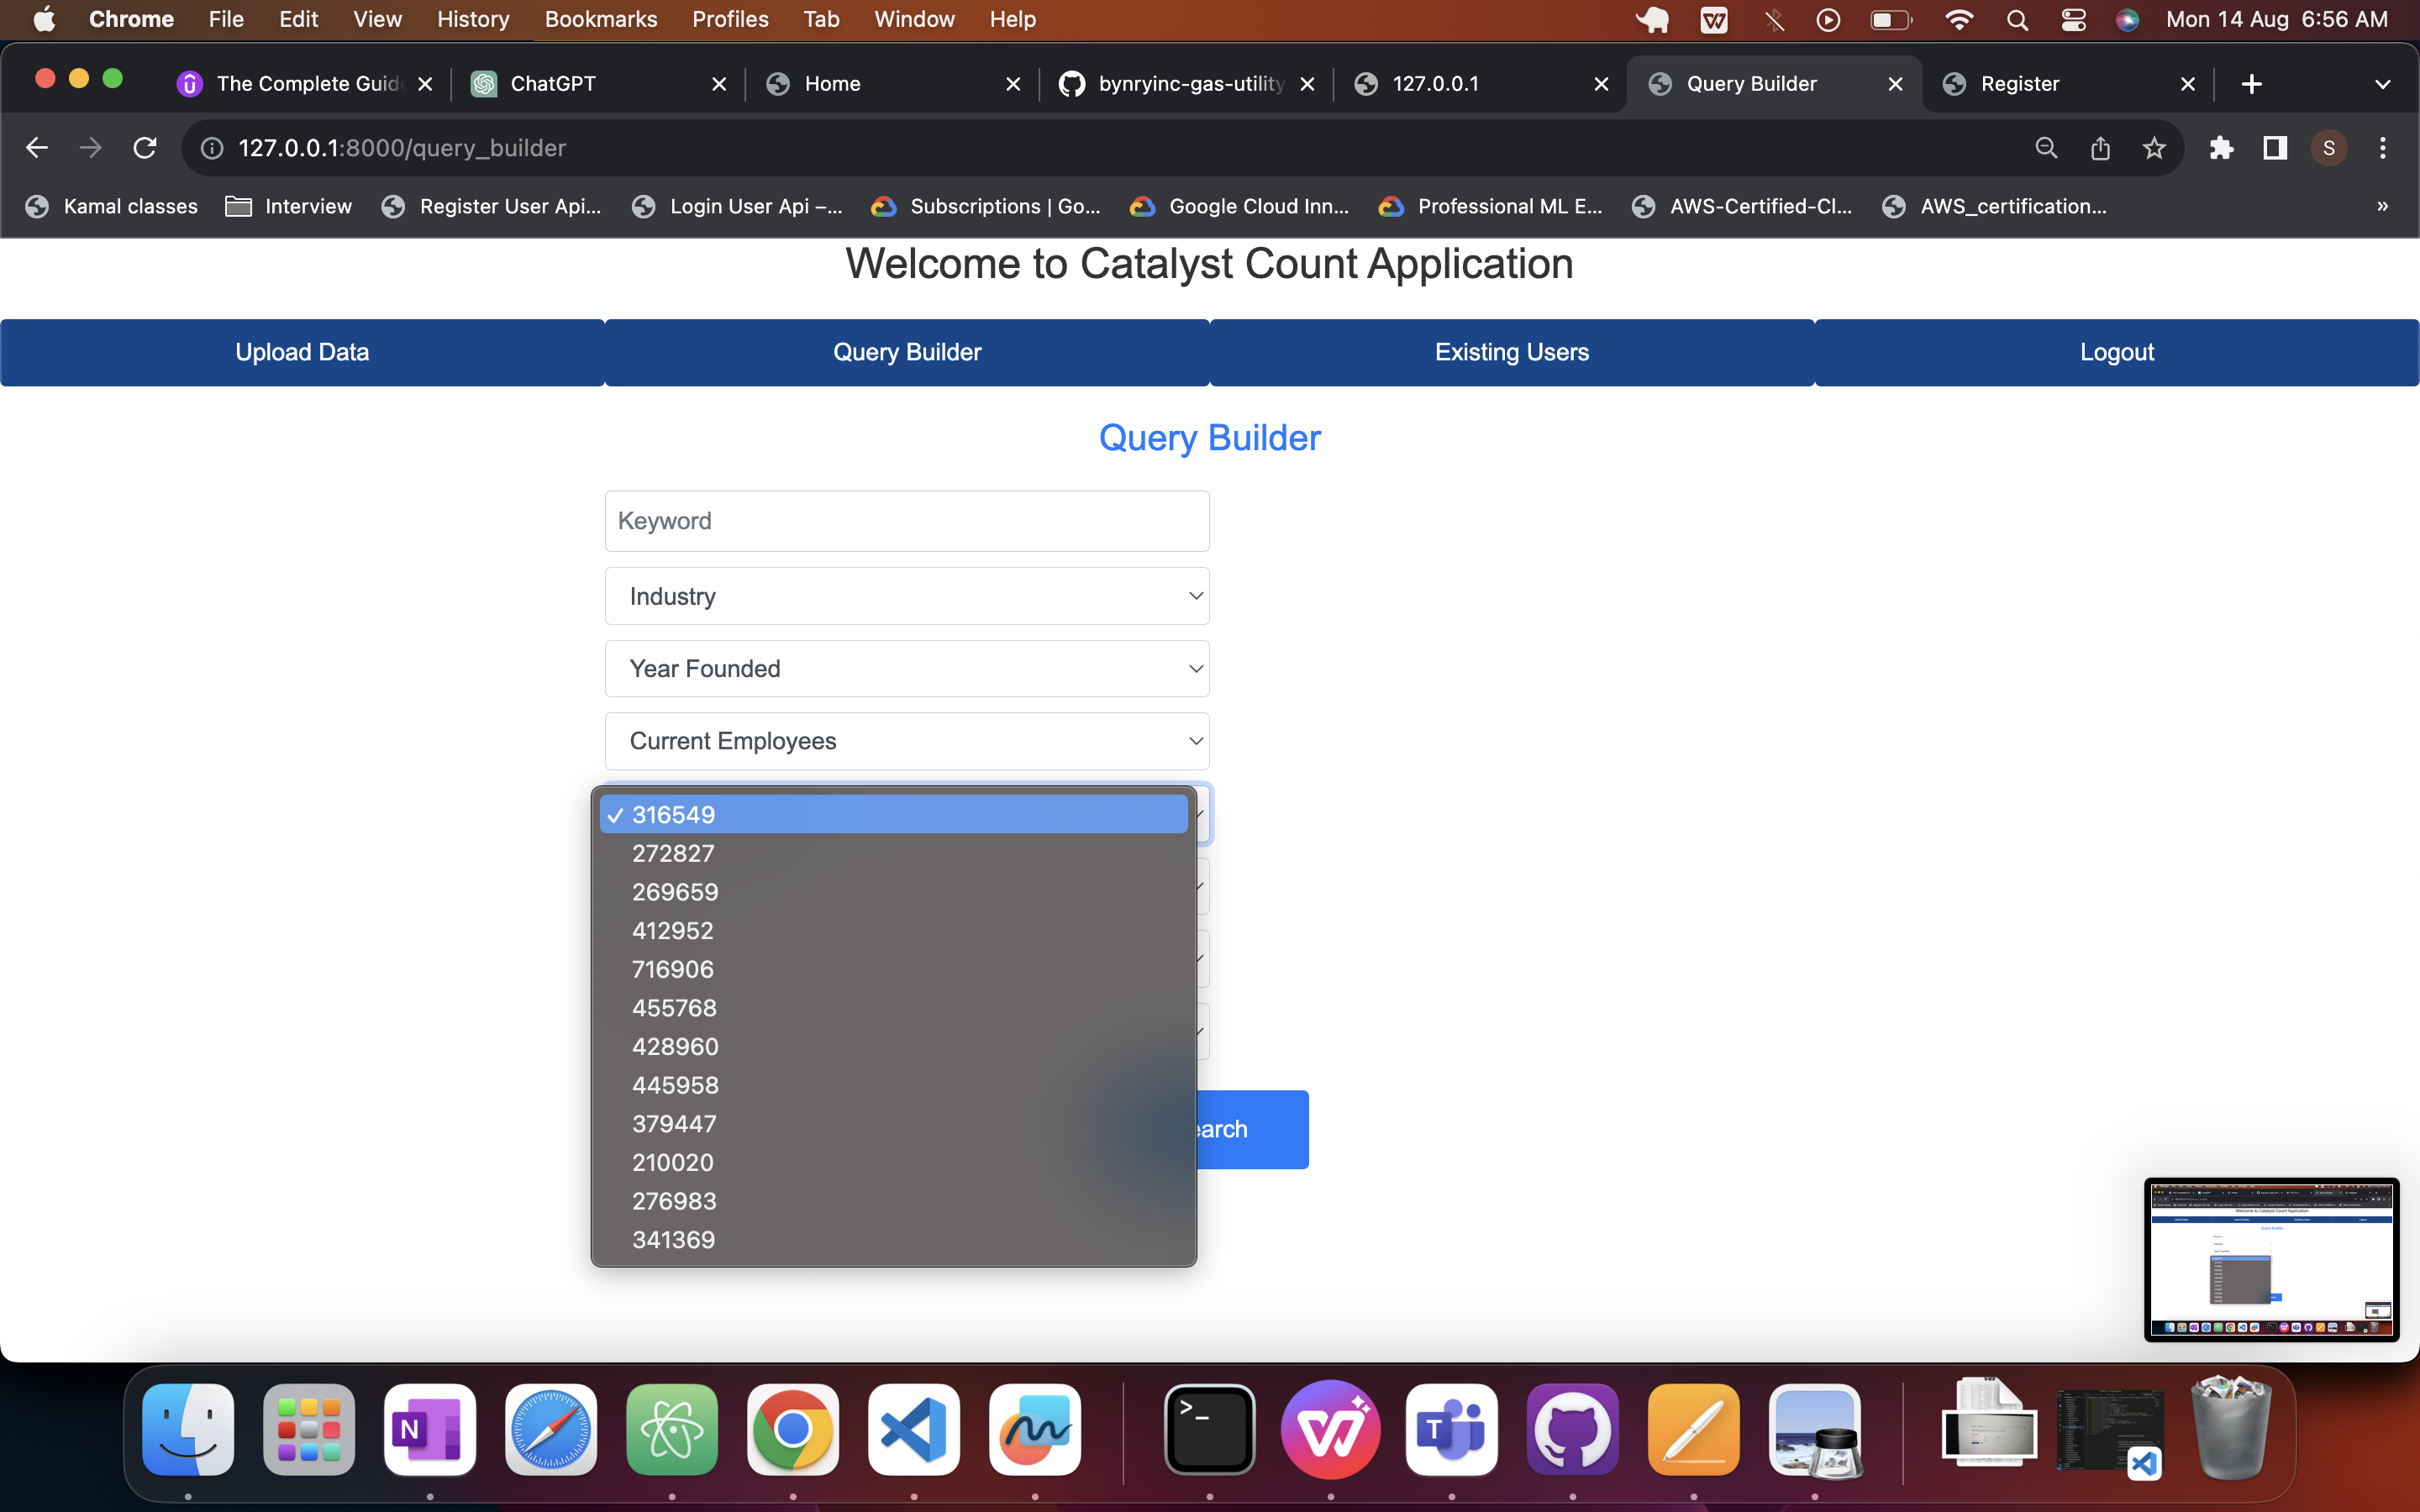 Chrome File Edit View History Bookmarks Profiles Tab Window Help Mon 14 Aug 6:56 AM
The Complete Guid ChatGPT Home bynryinc-gas-utility 127.0.0.1 Query Builder Register
127.0.0.1:8000/query_builder S
Kamal classes Interview Register User Api... Login User Api –... Subscriptions | Go... Google Cloud Inn... Professional ML E... AWS-Certified-Cl... AWS_certification... »
Welcome to Catalyst Count Application
Upload Data Query Builder Existing Users Logout
Query Builder
Keyword
Industry
Year Founded
Current Employees
✓ 316549
272827
269659
412952
716906
455768
428960
445958
379447
210020
276983
341369
earch
N >_ W T